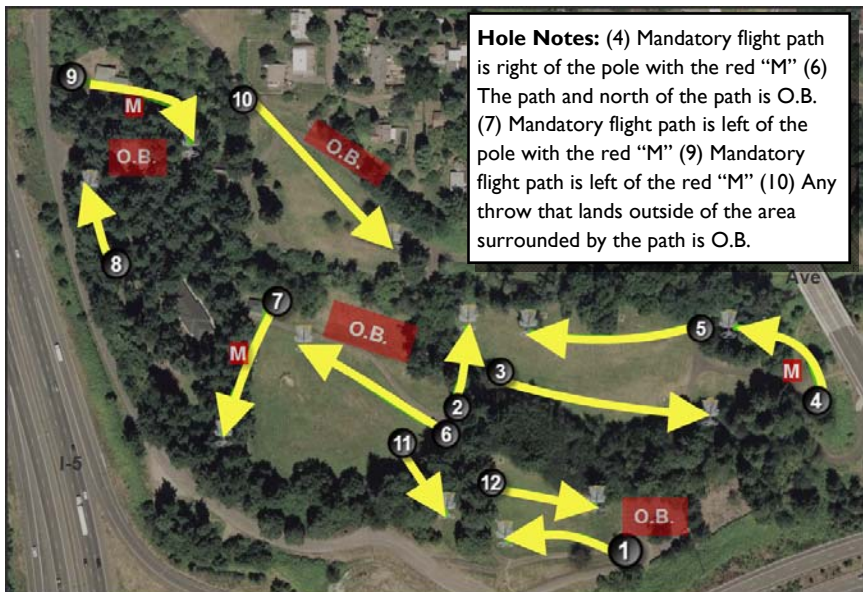 Hole Notes: (4) Mandatory flight path
is right of the pole with the red “M” (6)
The path and north of the path is O.B.
(7) Mandatory flight path is left of the
pole with the red “M” (9) Mandatory
flight path is left of the red “M” (10) Any
throw that lands outside of the area
surrounded by the path is O.B.
9
M
10
O.B.
O.B.
8
Ave
7
O.B.
5
M
3
M
4
2
6
11
I-5
12
O.B.
1